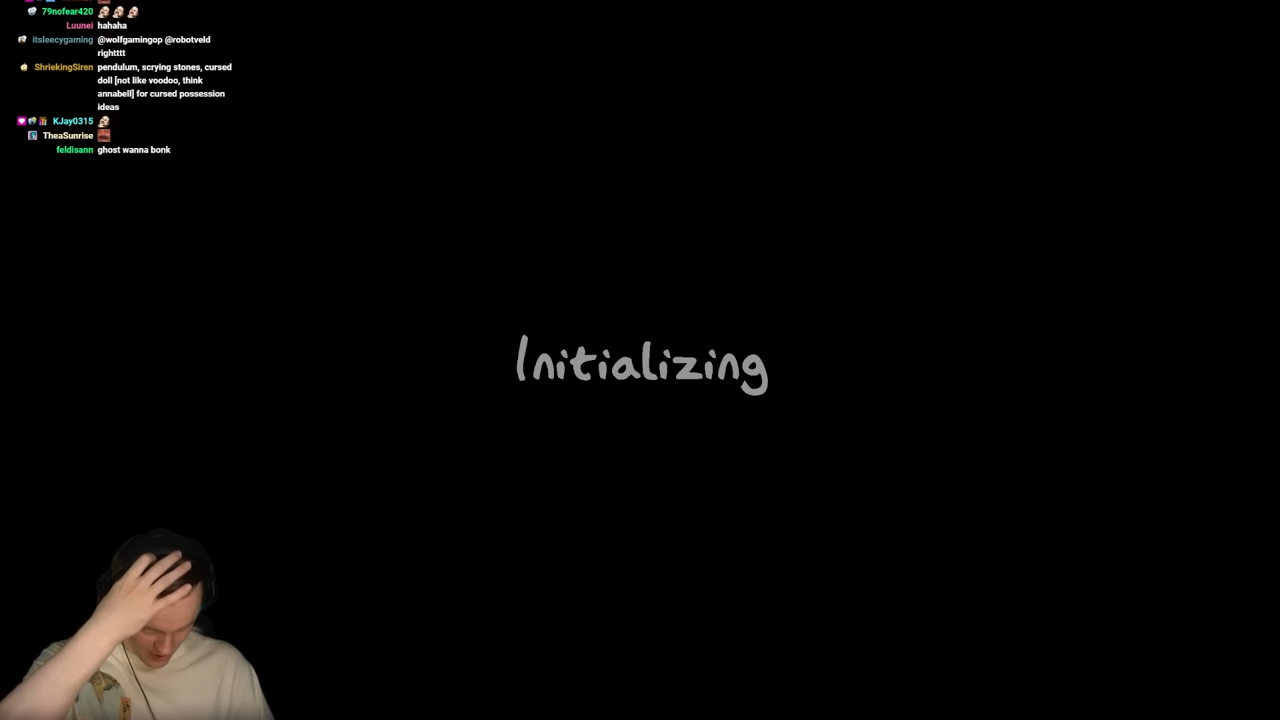 79nofear420
Luunei hahaha
itsleecygaming @wolfgamingop @robotveld
rightttt
ShriekingSiren pendulum, scrying stones, cursed
doll [not like voodoo, think
annabell] for cursed possession
ideas
KJay0315
TheaSunrise
feldisann ghost wanna bonk
Initializing